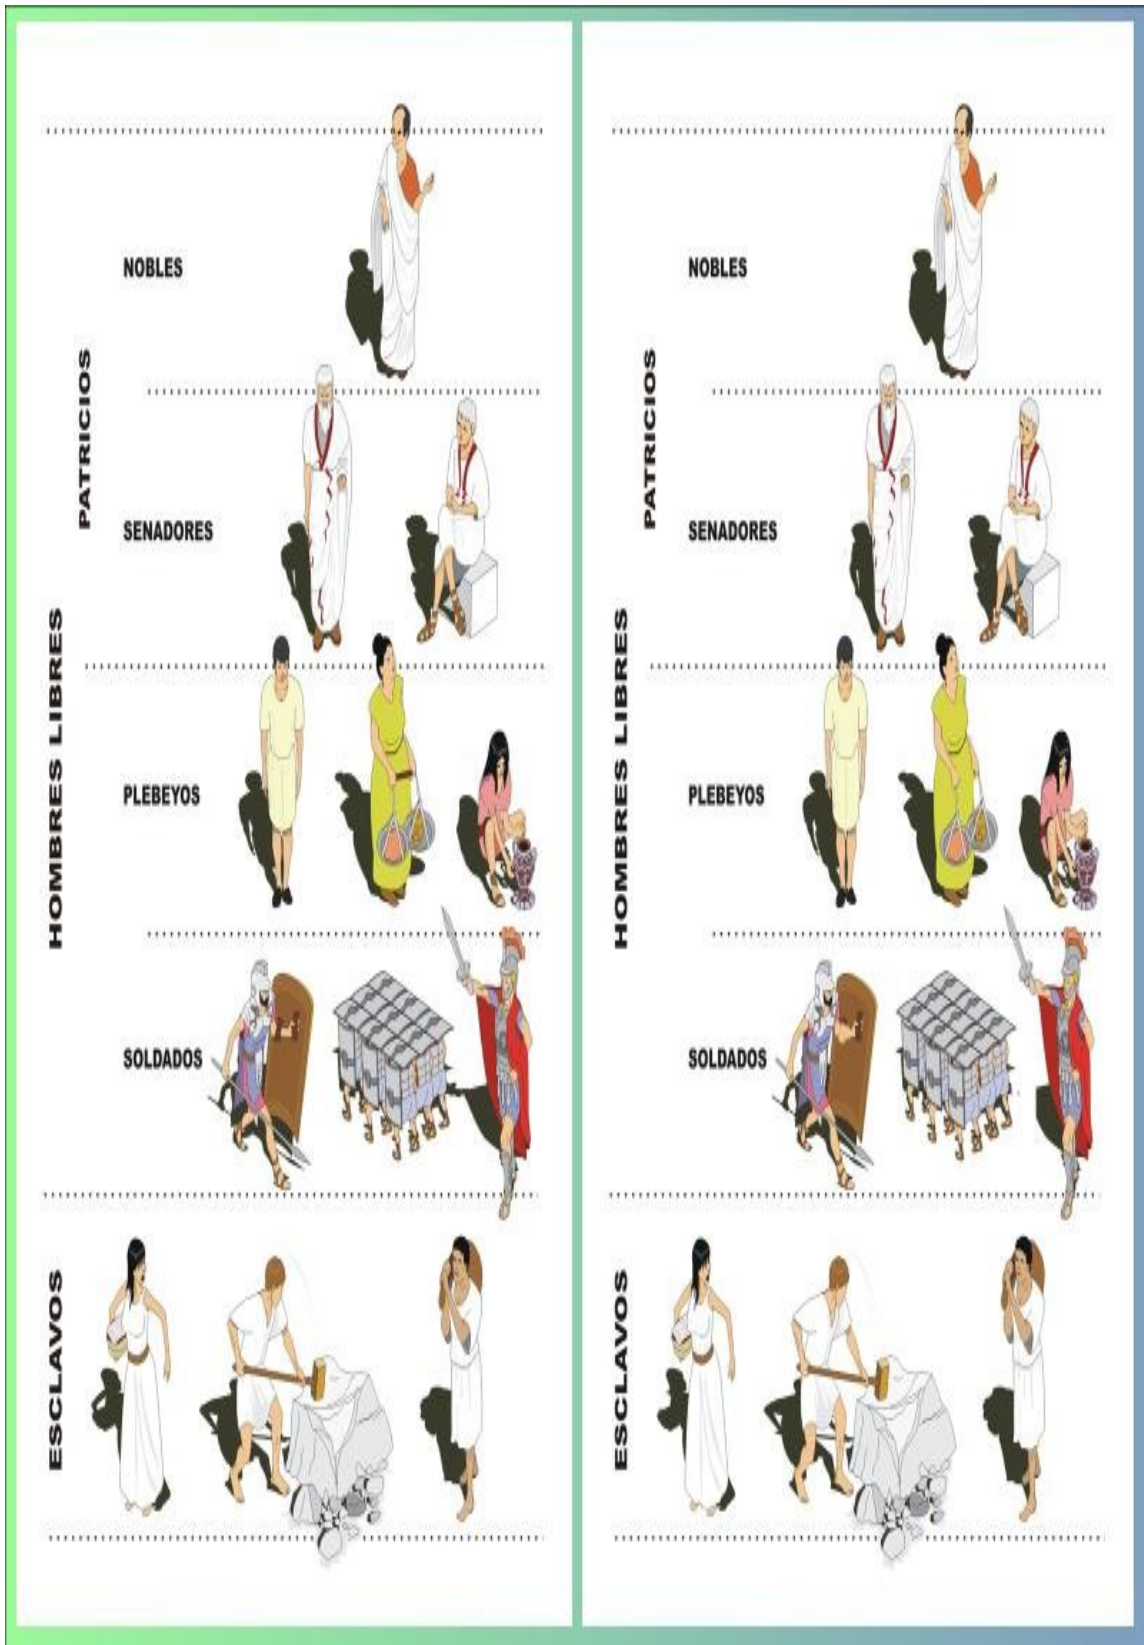 NOBLES
PATRICIOS
SENADORES
HOMBRES LIBRES
PLEBEYOS
SOLDADOS
ESCLAVOS
NOBLES
PATRICIOS
SENADORES
HOMBRES LIBRES
PLEBEYOS
SOLDADOS
ESCLAVOS